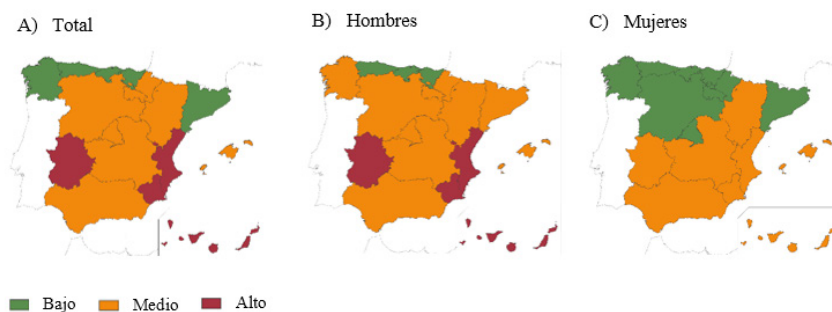 A) Total
B) Hombres
C) Mujeres
Bajo
Medio
Alto